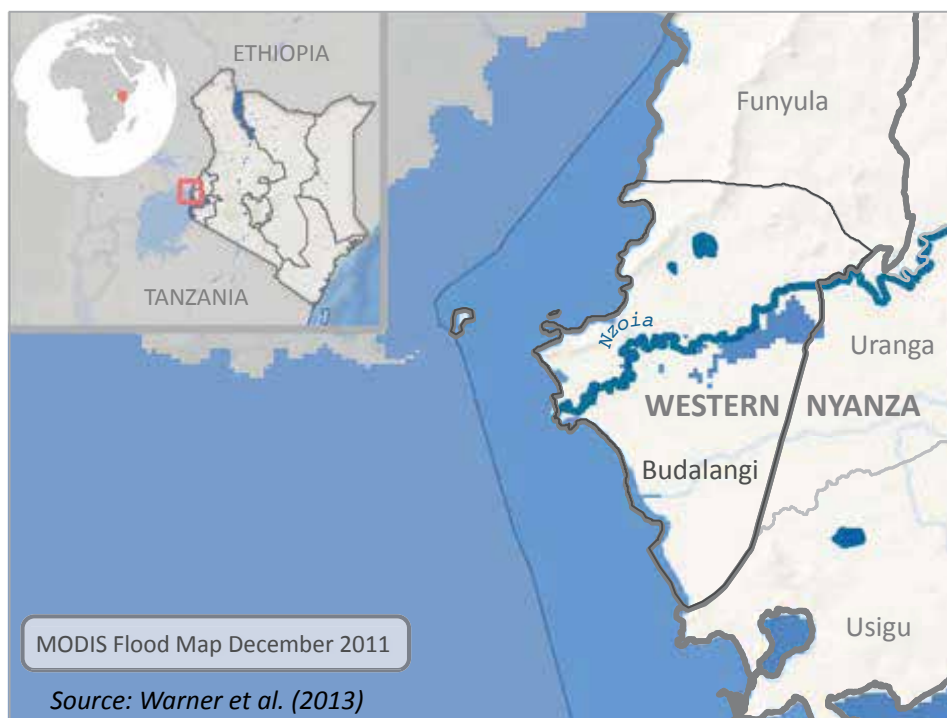 ETHIOPIA
TANZANIA
Funyula
Nzoia
Uranga
WESTERN NYANZA
Budalangi
Usigu
MODIS Flood Map December 2011
Source: Warner et al. (2013)